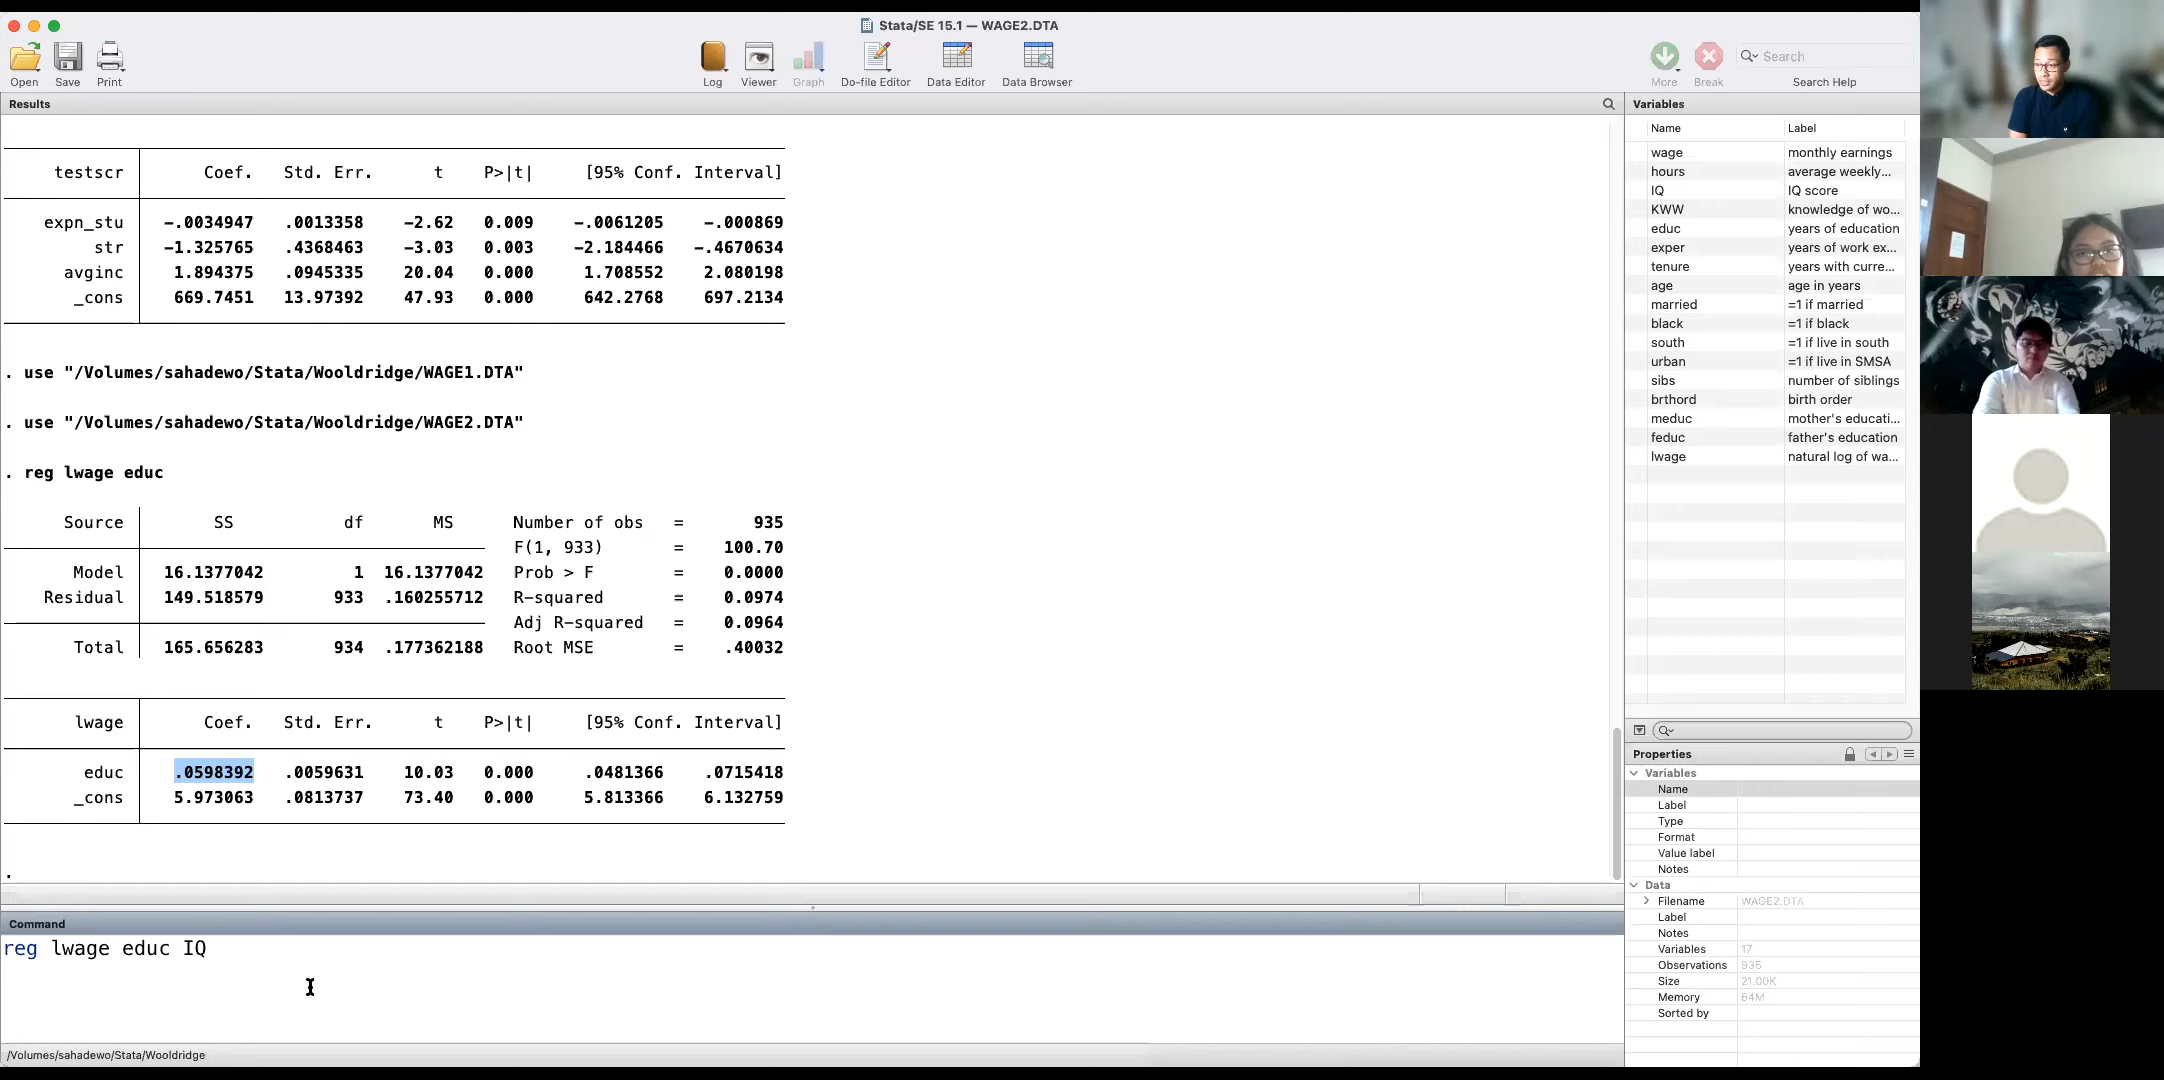 Stata/SE 15.1 — WAGE2.DTA
Open Save Print Log Viewer Graph Do-file Editor Data Editor Data Browser More Break Search Help
Search
Results
testscr Coef. Std. Err. t P>|t| [95% Conf. Interval]
expn_stu -.0034947 .0013358 -2.62 0.009 -.0061205 -.000869
str -1.325765 .4368463 -3.03 0.003 -2.184466 -.4670634
avginc 1.894375 .0945335 20.04 0.000 1.708552 2.080198
_cons 669.7451 13.97392 47.93 0.000 642.2768 697.2134
. use "/Volumes/sahadewo/Stata/Wooldridge/WAGE1.DTA"
. use "/Volumes/sahadewo/Stata/Wooldridge/WAGE2.DTA"
. reg lwage educ
Source SS df MS Number of obs = 935
F(1, 933) = 100.70
Model 16.1377042 1 16.1377042 Prob > F = 0.0000
Residual 149.518579 933 .160255712 R-squared = 0.0974
Adj R-squared = 0.0964
Total 165.656283 934 .177362188 Root MSE = .40032
lwage Coef. Std. Err. t P>|t| [95% Conf. Interval]
educ .0598392 .0059631 10.03 0.000 .0481366 .0715418
_cons 5.973063 .0813737 73.40 0.000 5.813366 6.132759
.
Command
reg lwage educ IQ
/Volumes/sahadewo/Stata/Wooldridge
Variables
Name Label
wage monthly earnings
hours average weekly...
IQ IQ score
KWW knowledge of wo...
educ years of education
exper years of work ex...
tenure years with curre...
age age in years
married =1 if married
black =1 if black
south =1 if live in south
urban =1 if live in SMSA
sibs number of siblings
brthord birth order
meduc mother's educati...
feduc father's education
lwage natural log of wa...
Properties
Variables
Name
Label
Type
Format
Value label
Notes
Data
Filename WAGE2.DTA
Label
Notes
Variables 17
Observations 935
Size 21.00K
Memory 64M
Sorted by